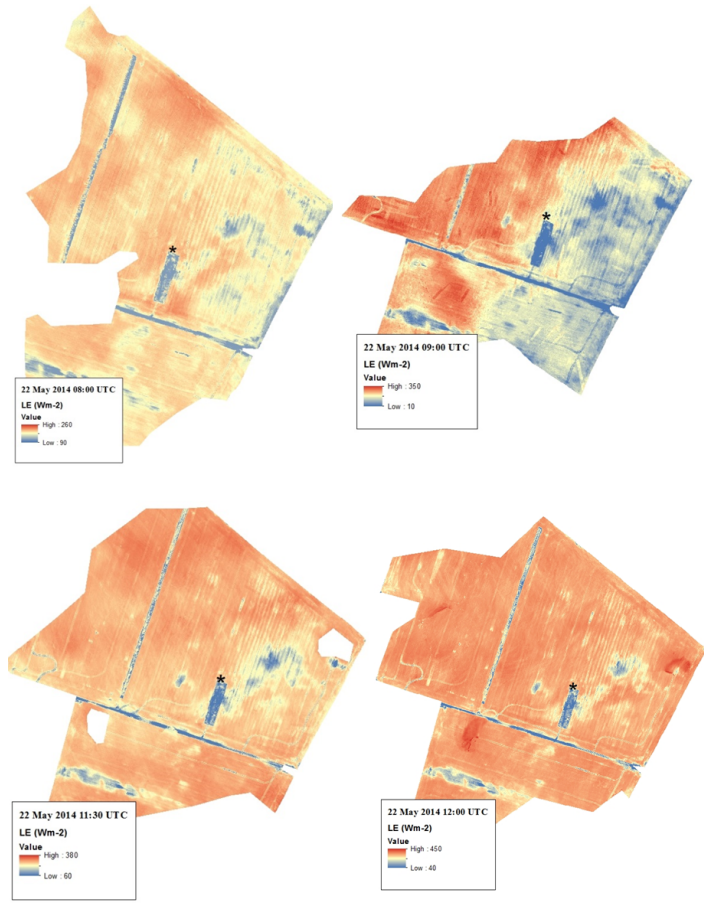 *
22 May 2014 08:00 UTC
LE (Wm-2)
Value
High : 260
Low : 90
*
22 May 2014 09:00 UTC
LE (Wm-2)
Value
High : 350
Low : 10
*
22 May 2014 11:30 UTC
LE (Wm-2)
Value
High : 380
Low : 60
*
22 May 2014 12:00 UTC
LE (Wm-2)
Value
High : 450
Low : 40